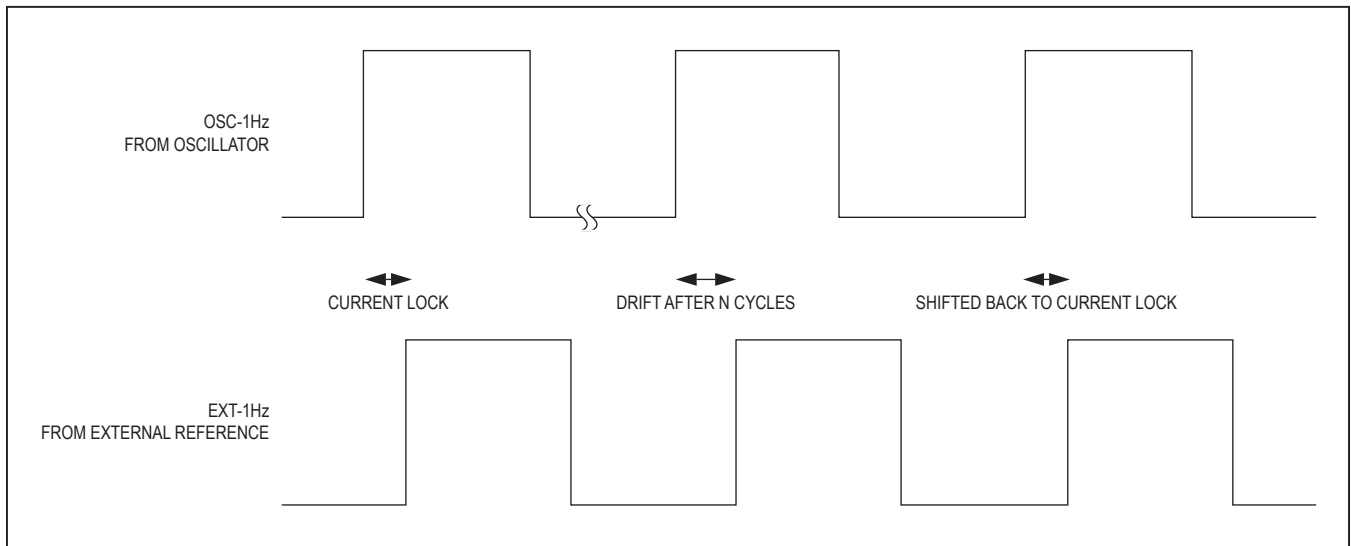 OSC-1Hz
FROM OSCILLATOR
CURRENT LOCK
DRIFT AFTER N CYCLES
SHIFTED BACK TO CURRENT LOCK
EXT-1Hz
FROM EXTERNAL REFERENCE